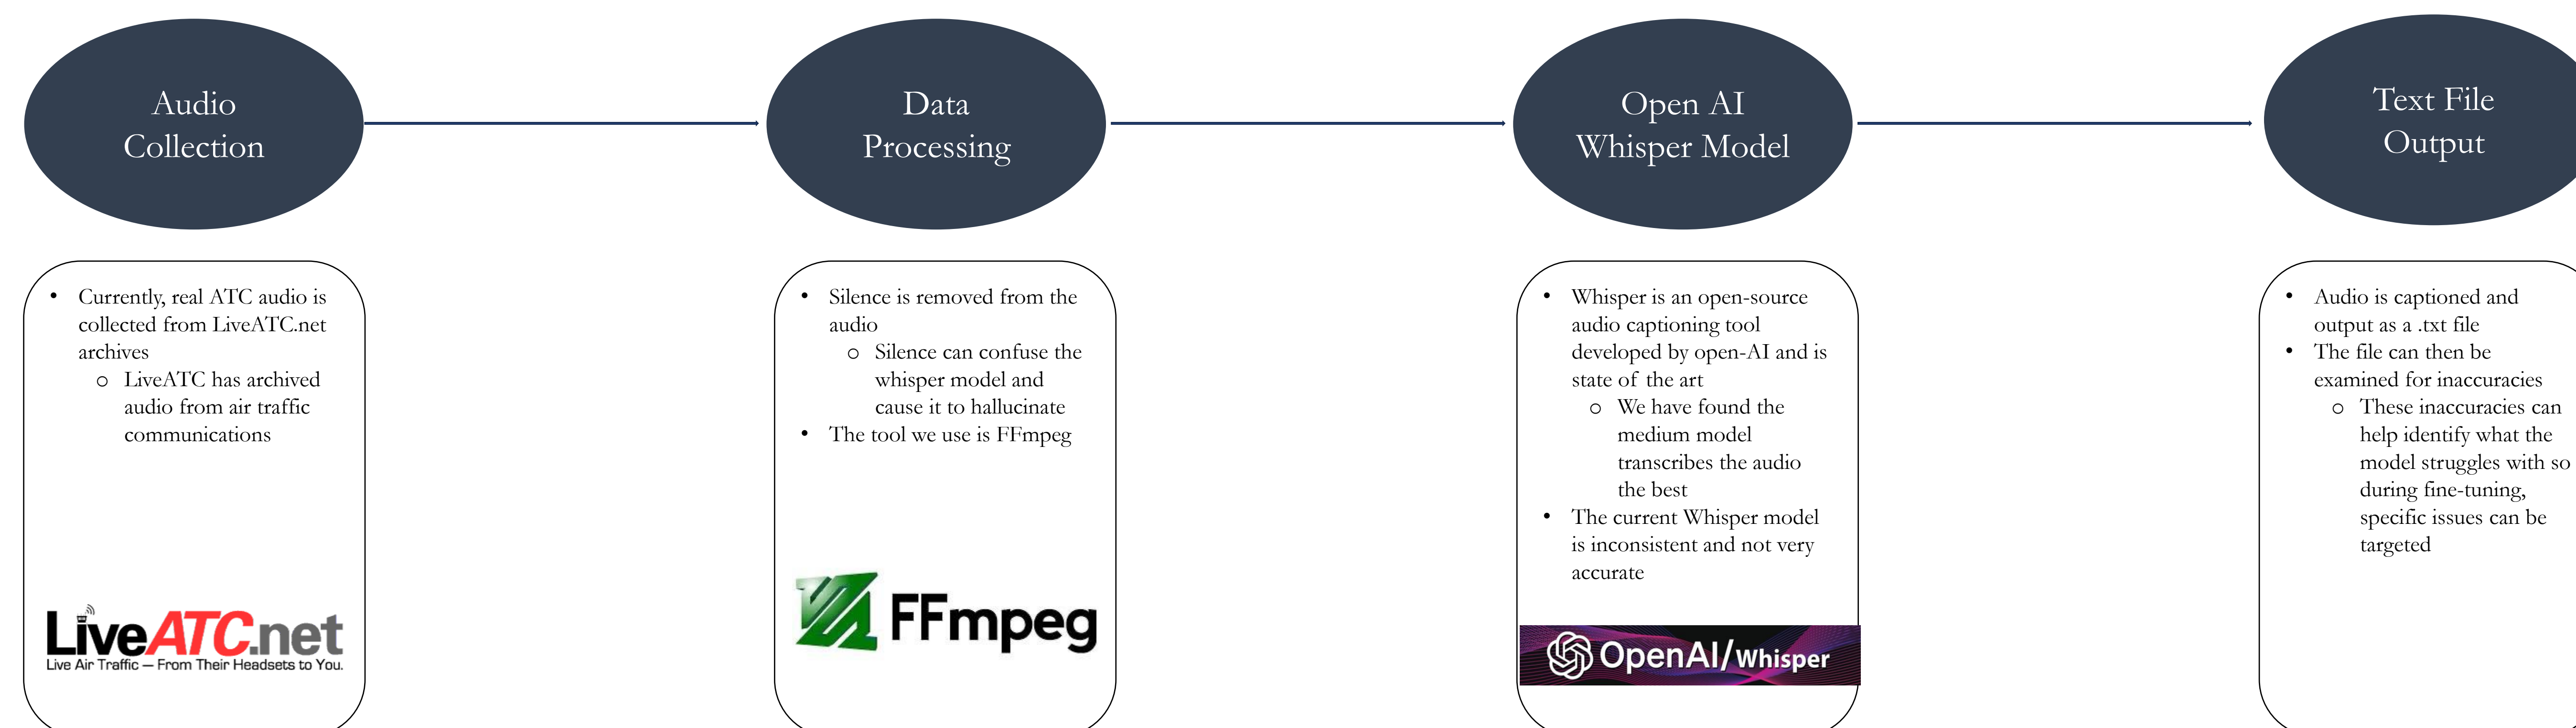 Audio
Collection
Data
Processing
Open AI
Whisper Model
Text File
Output
• Currently, real ATC audio is
collected from LiveATC.net
archives
o LiveATC has archived
audio from air traffic
communications
LiveATC.net
Live Air Traffic — From Their Headsets to You.
• Silence is removed from the
audio
o Silence can confuse the
whisper model and
cause it to hallucinate
• The tool we use is FFmpeg
FFmpeg
• Whisper is an open-source
audio captioning tool
developed by open-AI and is
state of the art
o We have found the
medium model
transcribes the audio
the best
• The current Whisper model
is inconsistent and not very
accurate
OpenAI/Whisper
• Audio is captioned and
output as a .txt file
• The file can then be
examined for inaccuracies
o These inaccuracies can
help identify what the
model struggles with so
during fine-tuning,
specific issues can be
targeted